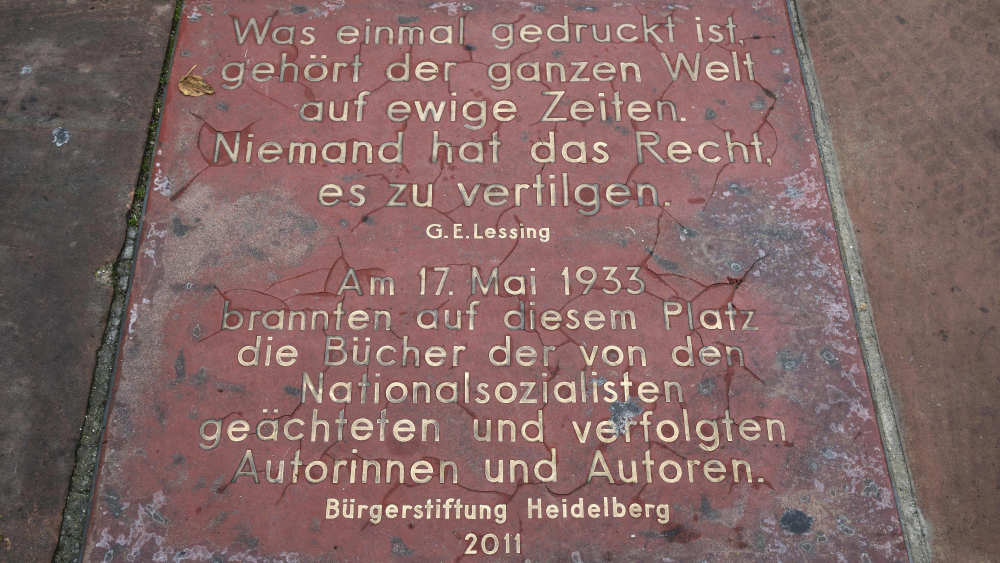 Was einmal gedruckt ist,
gehört der ganzen Welt
auf ewige Zeiten.
Niemand hat das Recht,
es zu vertilgen.
G.E.Lessing
Am 17. Mai 1933
brannten auf diesem Platz
die Bücher der von den
Nationalsozialisten
geächteten und verfolgten
Autorinnen und Autoren.
Bürgerstiftung Heidelberg
2011